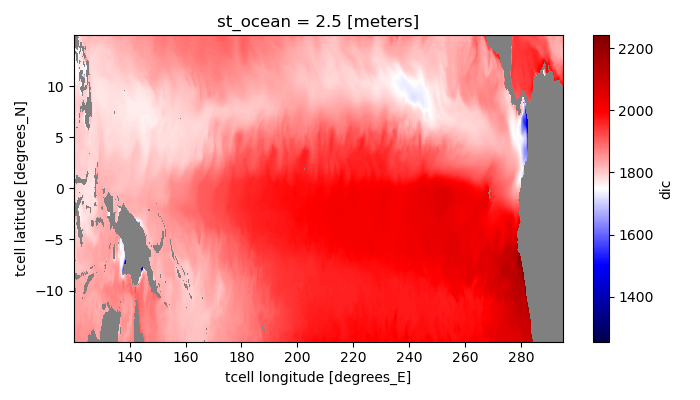 st_ocean = 2.5 [meters]
10
5
0
−5
−10
tcell latitude [degrees_N]
140 160 180 200 220 240 260 280
tcell longitude [degrees_E]
2200
2000
1800
1600
1400
dic